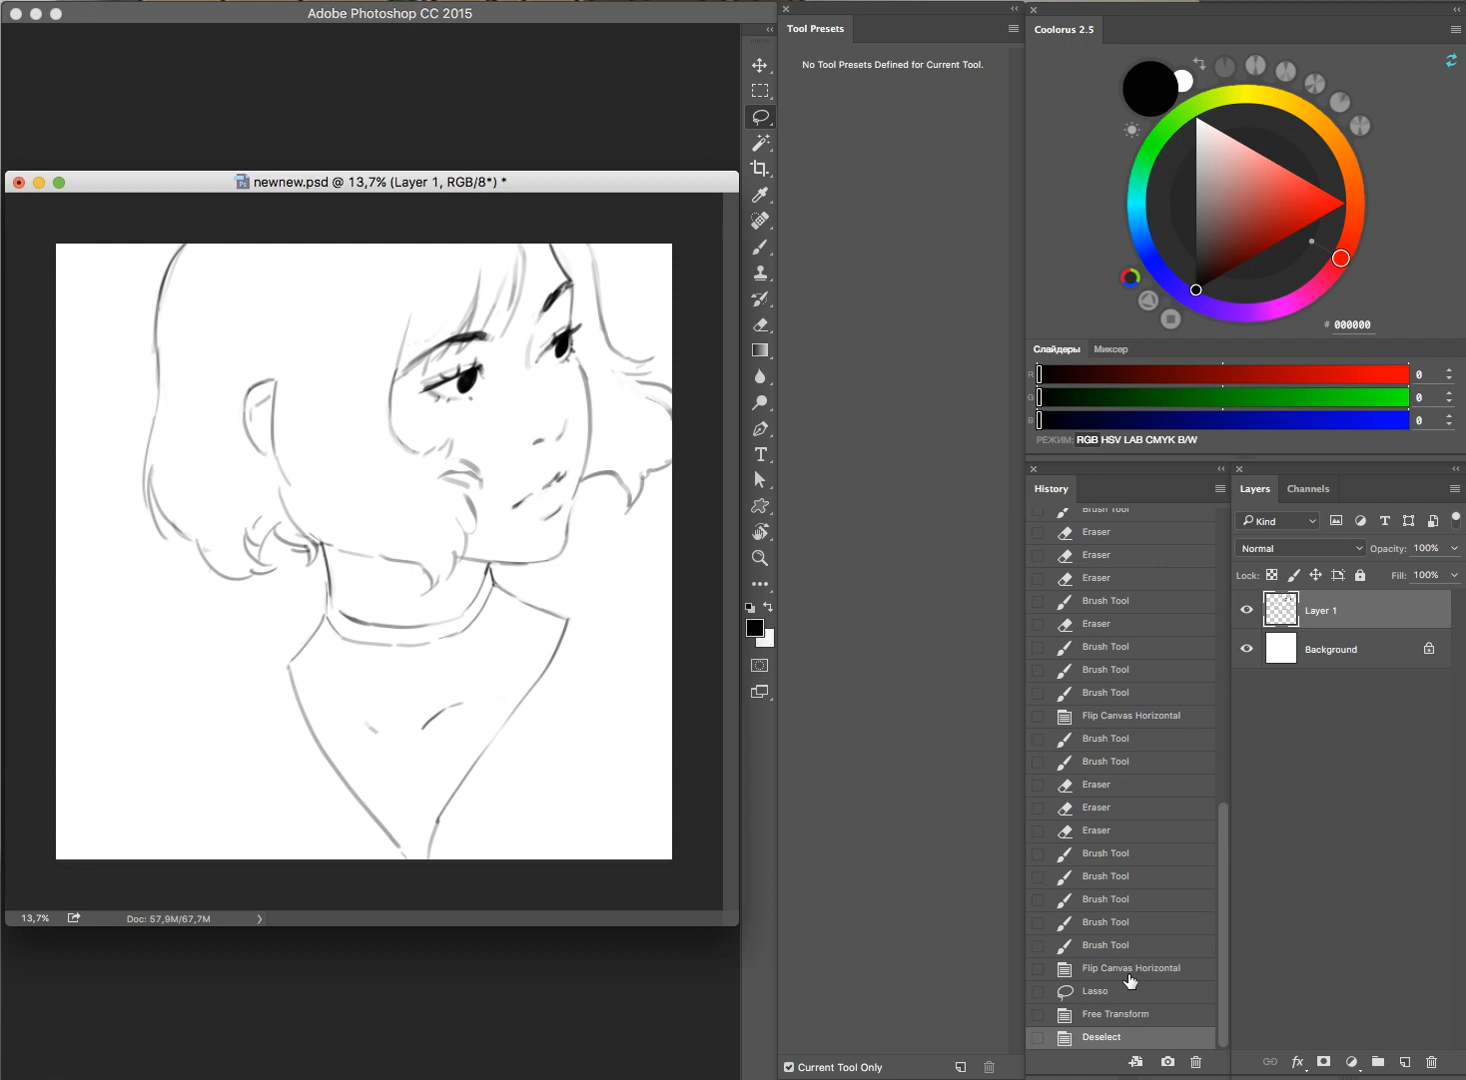 Adobe Photoshop CC 2015
newnew.psd @ 13,7% (Layer 1, RGB/8*) *
13,7%
Doc: 57,9M/67,7M
Tool Presets
No Tool Presets Defined for Current Tool.
Current Tool Only
Coolorus 2.5
# 000000
Слайдеры Миксер
R 0
G 0
B 0
РЕЖИМ: RGB HSV LAB CMYK B/W
History
Brush Tool
Eraser
Eraser
Eraser
Brush Tool
Eraser
Brush Tool
Brush Tool
Brush Tool
Flip Canvas Horizontal
Brush Tool
Brush Tool
Eraser
Eraser
Eraser
Brush Tool
Brush Tool
Brush Tool
Brush Tool
Brush Tool
Flip Canvas Horizontal
Lasso
Free Transform
Deselect
Layers Channels
Kind
Normal Opacity: 100%
Lock: Fill: 100%
Layer 1
Background
fx